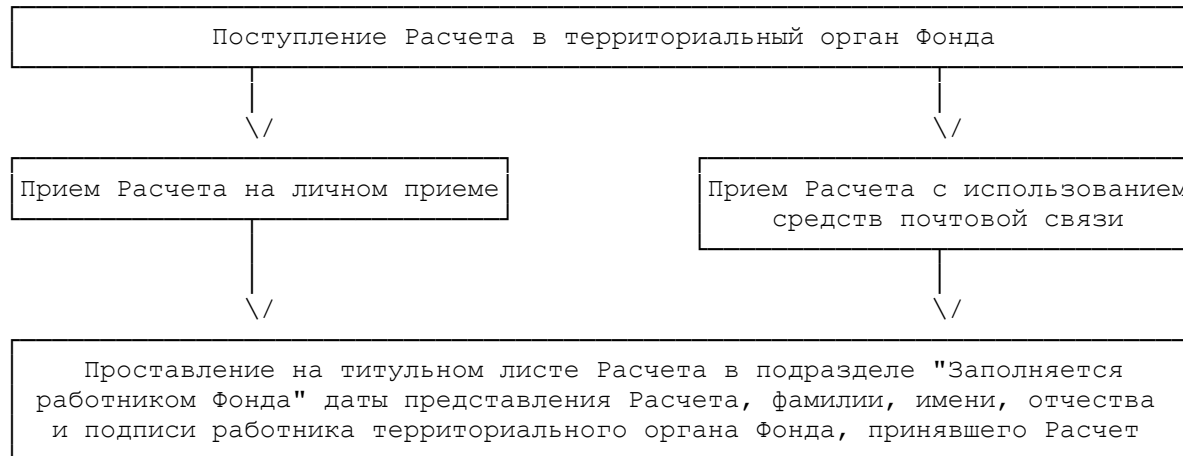 Поступление Расчета в территориальный орган Фонда
Прием Расчета на личном приеме
Прием Расчета с использованием
средств почтовой связи
Проставление на титульном листе Расчета в подразделе "Заполняется
работником Фонда" даты представления Расчета, фамилии, имени, отчества
и подписи работника территориального органа Фонда, принявшего Расчет